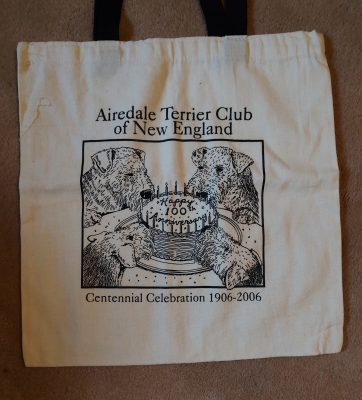 Airedale Terrier Club
of New England
Happy
100th
Anniversary
Centennial Celebration 1906-2006